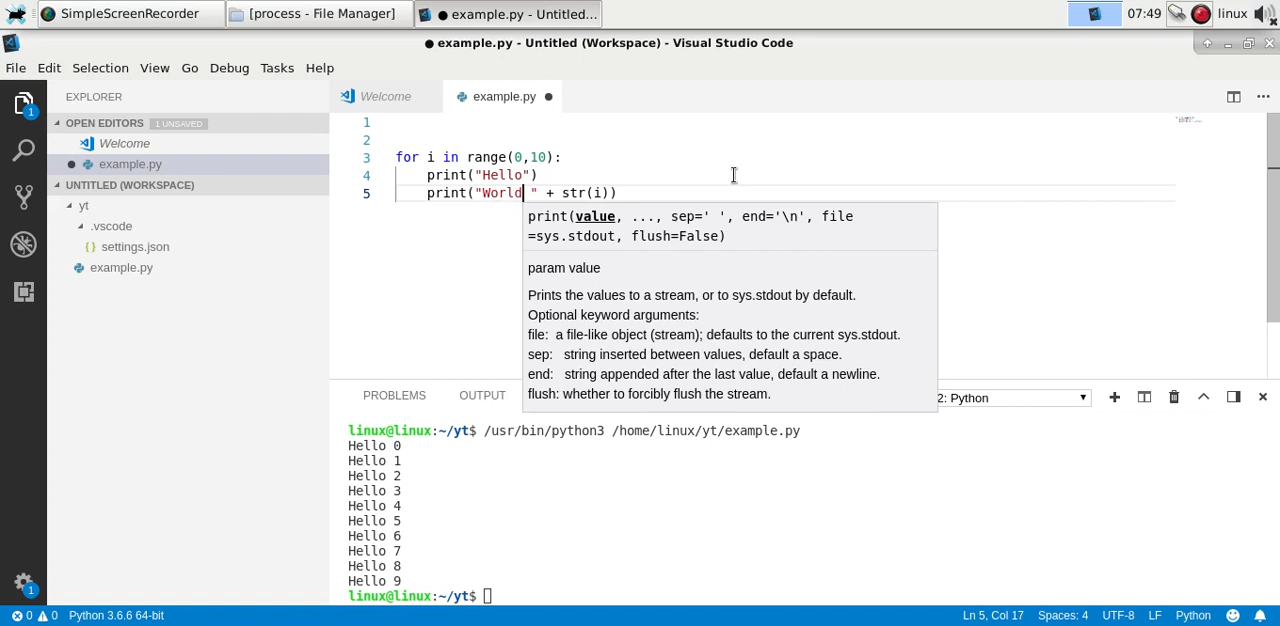 SimpleScreenRecorder
[process - File Manager]
● example.py - Untitled...
07:49
linux
● example.py - Untitled (Workspace) - Visual Studio Code
File Edit Selection View Go Debug Tasks Help
EXPLORER
Welcome
example.py ●
OPEN EDITORS 1 UNSAVED
Welcome
● example.py
UNTITLED (WORKSPACE)
yt
.vscode
{ } settings.json
example.py
1
2
3 for i in range(0,10):
4 print("Hello")
5 print("World " + str(i))
print(value, ..., sep=' ', end='\n', file
=sys.stdout, flush=False)
param value
Prints the values to a stream, or to sys.stdout by default.
Optional keyword arguments:
file: a file-like object (stream); defaults to the current sys.stdout.
sep: string inserted between values, default a space.
end: string appended after the last value, default a newline.
flush: whether to forcibly flush the stream.
PROBLEMS OUTPUT
2: Python
linux@linux:~/yt$ /usr/bin/python3 /home/linux/yt/example.py
Hello 0
Hello 1
Hello 2
Hello 3
Hello 4
Hello 5
Hello 6
Hello 7
Hello 8
Hello 9
linux@linux:~/yt$
1
1
0 0 Python 3.6.6 64-bit
Ln 5, Col 17 Spaces: 4 UTF-8 LF Python